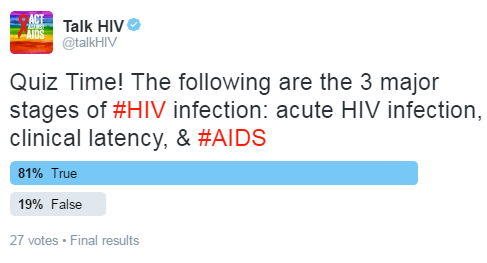 ACT
AGAINST
AIDS
Talk HIV
@talkHIV
Quiz Time! The following are the 3 major
stages of #HIV infection: acute HIV infection,
clinical latency, & #AIDS
81% True
19% False
27 votes • Final results